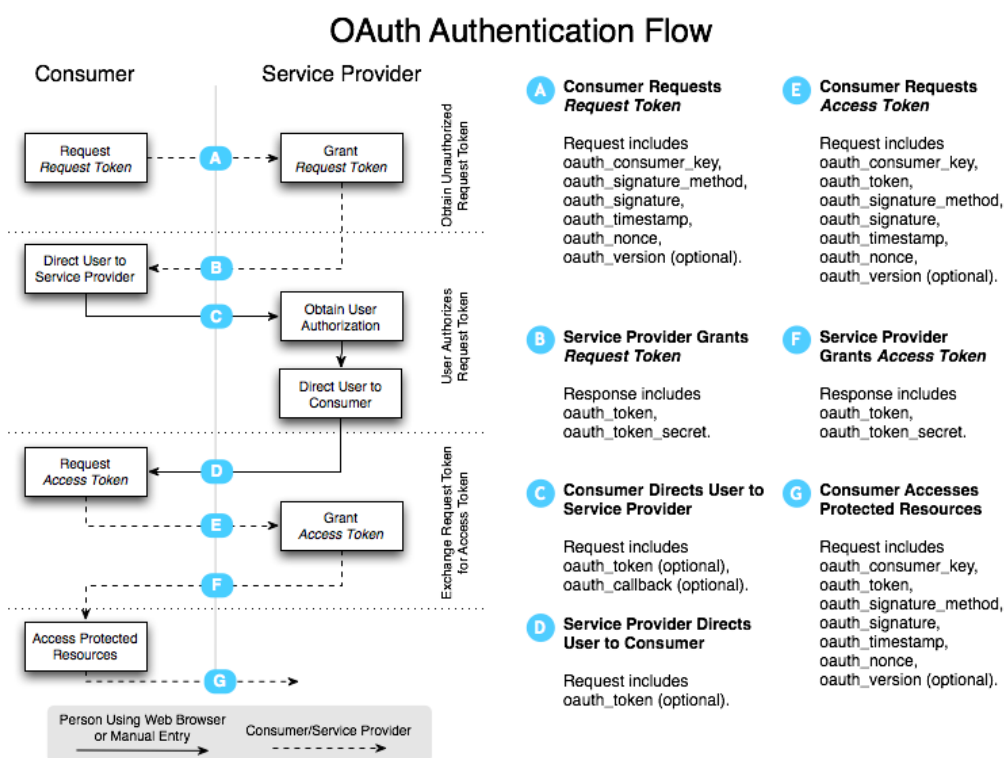 OAuth Authentication Flow
Consumer
Service Provider
Request
Request Token
A
Grant
Request Token
Obtain Unauthorized
Request Token
Direct User to
Service Provider
B
C
Obtain User
Authorization
Direct User to
Consumer
User Authorizes
Request Token
Request
Access Token
D
E
Grant
Access Token
F
Exchange Request Token
for Access Token
Access Protected
Resources
G
Person Using Web Browser
or Manual Entry
Consumer/Service Provider
A
Consumer Requests
Request Token
Request includes
oauth_consumer_key,
oauth_signature_method,
oauth_signature,
oauth_timestamp,
oauth_nonce,
oauth_version (optional).
B
Service Provider Grants
Request Token
Response includes
oauth_token,
oauth_token_secret.
C
Consumer Directs User to
Service Provider
Request includes
oauth_token (optional),
oauth_callback (optional).
D
Service Provider Directs
User to Consumer
Request includes
oauth_token (optional).
E
Consumer Requests
Access Token
Request includes
oauth_consumer_key,
oauth_token,
oauth_signature_method,
oauth_signature,
oauth_timestamp,
oauth_nonce,
oauth_version (optional).
F
Service Provider
Grants Access Token
Response includes
oauth_token,
oauth_token_secret.
G
Consumer Accesses
Protected Resources
Request includes
oauth_consumer_key,
oauth_token,
oauth_signature_method,
oauth_signature,
oauth_timestamp,
oauth_nonce,
oauth_version (optional).